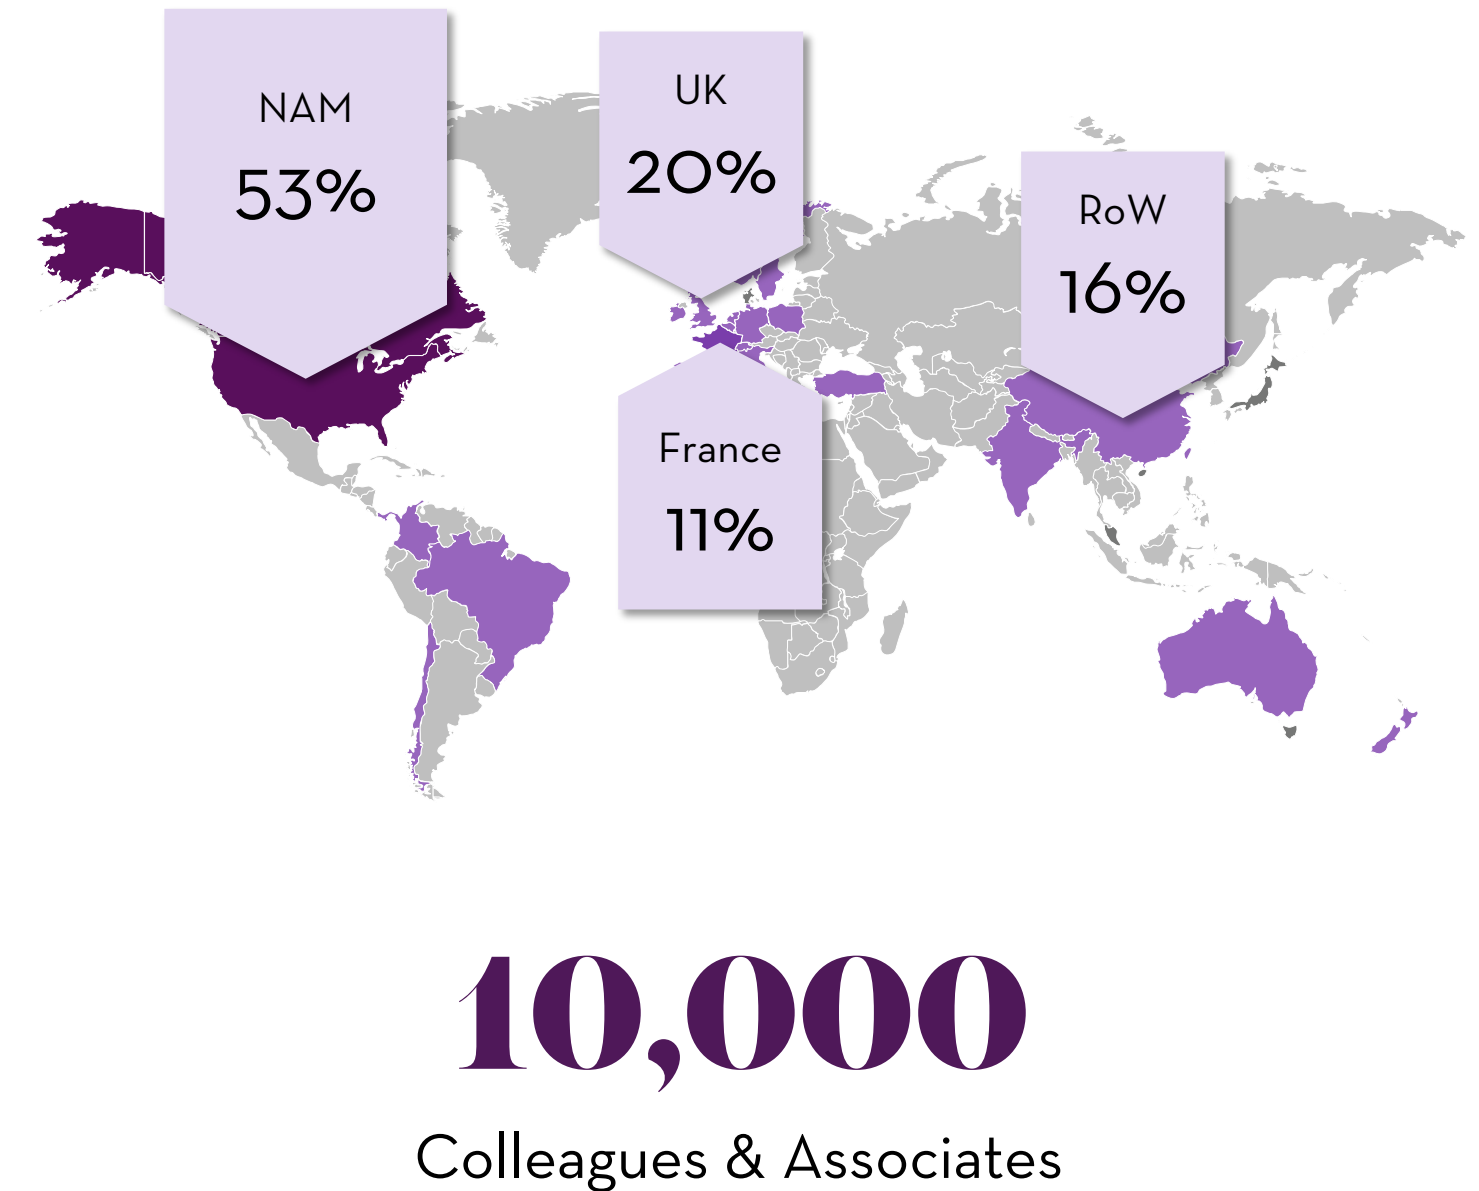 NAM
53%
UK
20%
RoW
16%
France
11%
10,000
Colleagues & Associates